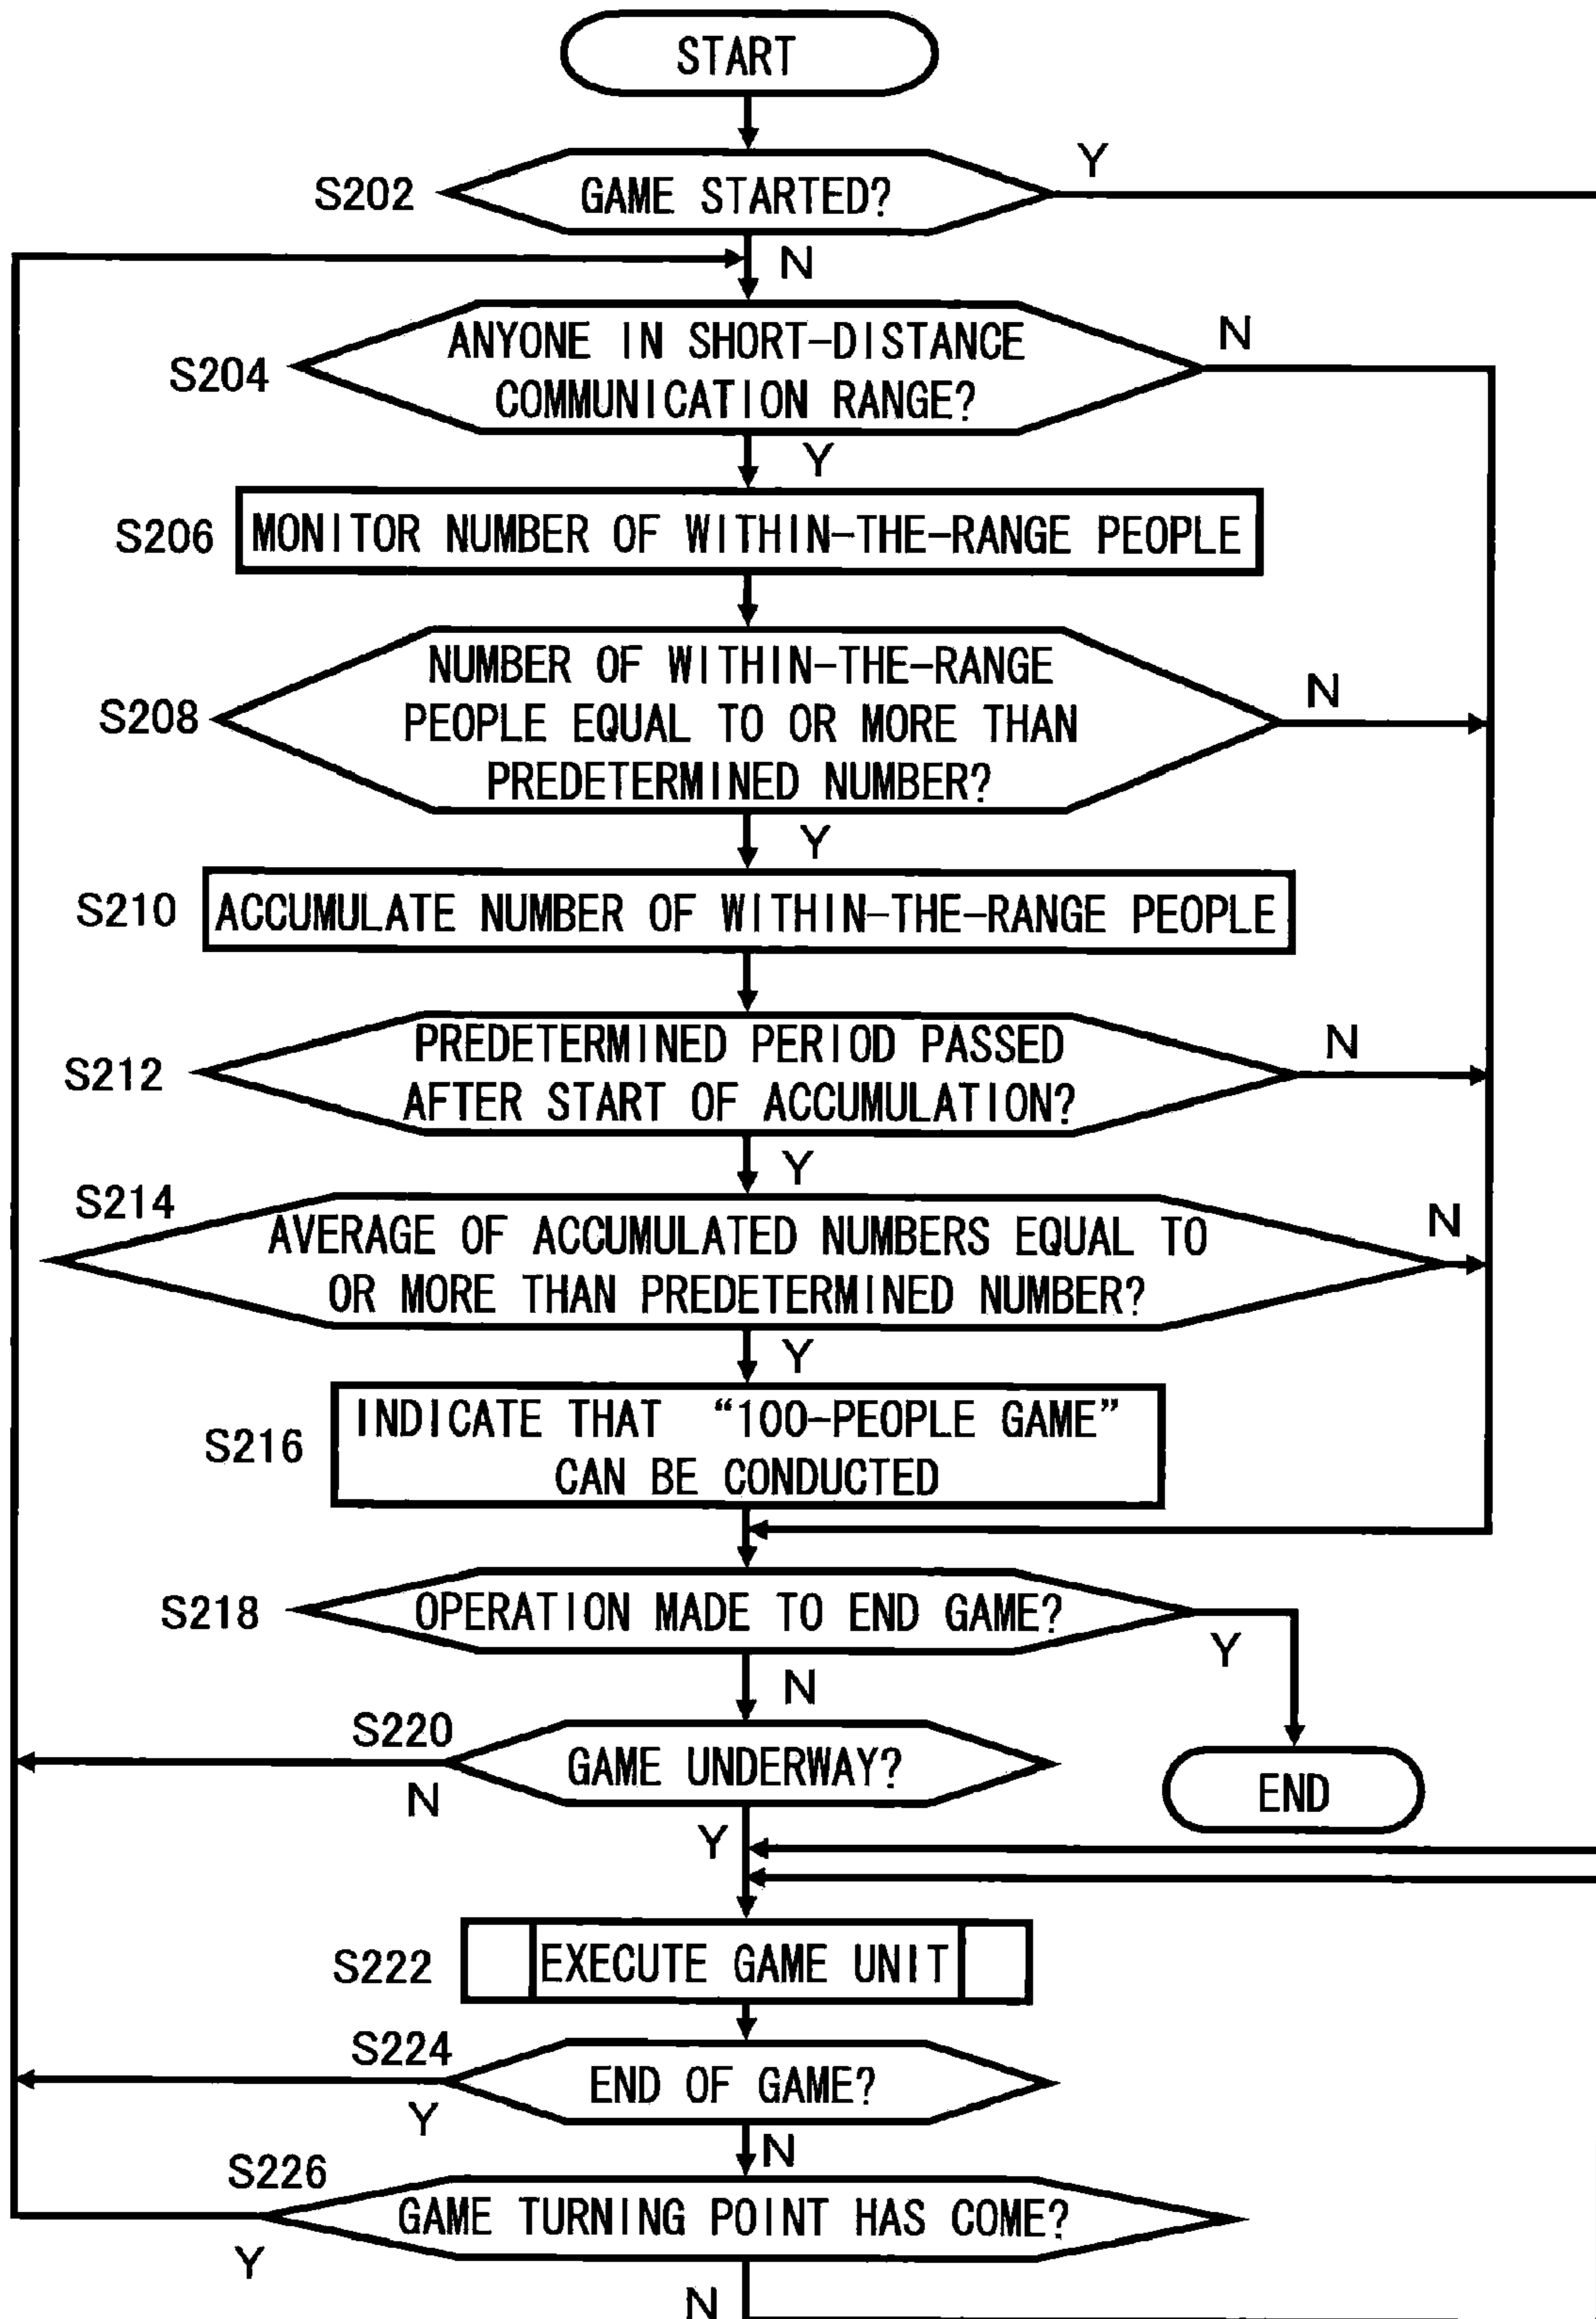 START
Y
S202
GAME STARTED?
N
ANYONE IN SHORT-DISTANCE
N
S204
COMMUNICATION RANGE?
Y
S206
MONITOR NUMBER OF WITHIN-THE-RANGE PEOPLE
NUMBER OF WITHIN-THE-RANGE
N
S208
PEOPLE EQUAL TO OR MORE THAN
PREDETERMINED NUMBER?
Y
S210
ACCUMULATE NUMBER OF WITHIN-THE-RANGE PEOPLE
PREDETERMINED PERIOD PASSED
N
S212
AFTER START OF ACCUMULATION?
Y
S214
AVERAGE OF ACCUMULATED NUMBERS EQUAL TO
N
OR MORE THAN PREDETERMINED NUMBER?
Y
INDICATE THAT “100-PEOPLE GAME”
S216
CAN BE CONDUCTED
S218
OPERATION MADE TO END GAME?
Y
N
S220
GAME UNDERWAY?
N
END
Y
S222
EXECUTE GAME UNIT
S224
END OF GAME?
Y
N
S226
GAME TURNING POINT HAS COME?
Y
N